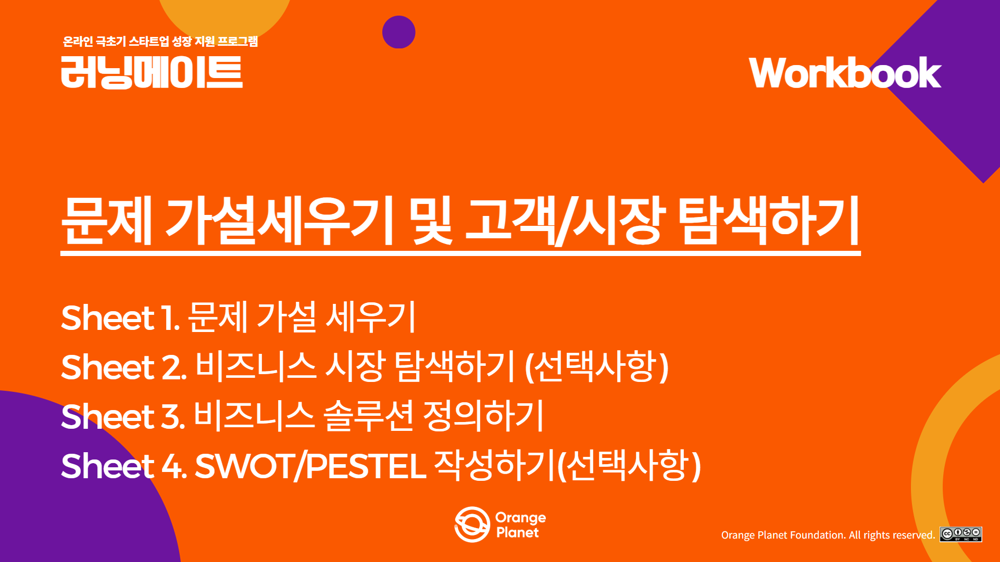 온라인 극초기 스타트업 성장 지원 프로그램
러닝메이트
Workbook
문제 가설세우기 및 고객/시장 탐색하기
Sheet 1. 문제 가설 세우기
Sheet 2. 비즈니스 시장 탐색하기 (선택사항)
Sheet 3. 비즈니스 솔루션 정의하기
Sheet 4. SWOT/PESTEL 작성하기(선택사항)
Orange
Planet
Orange Planet Foundation. All rights reserved.
cc
BY NC ND